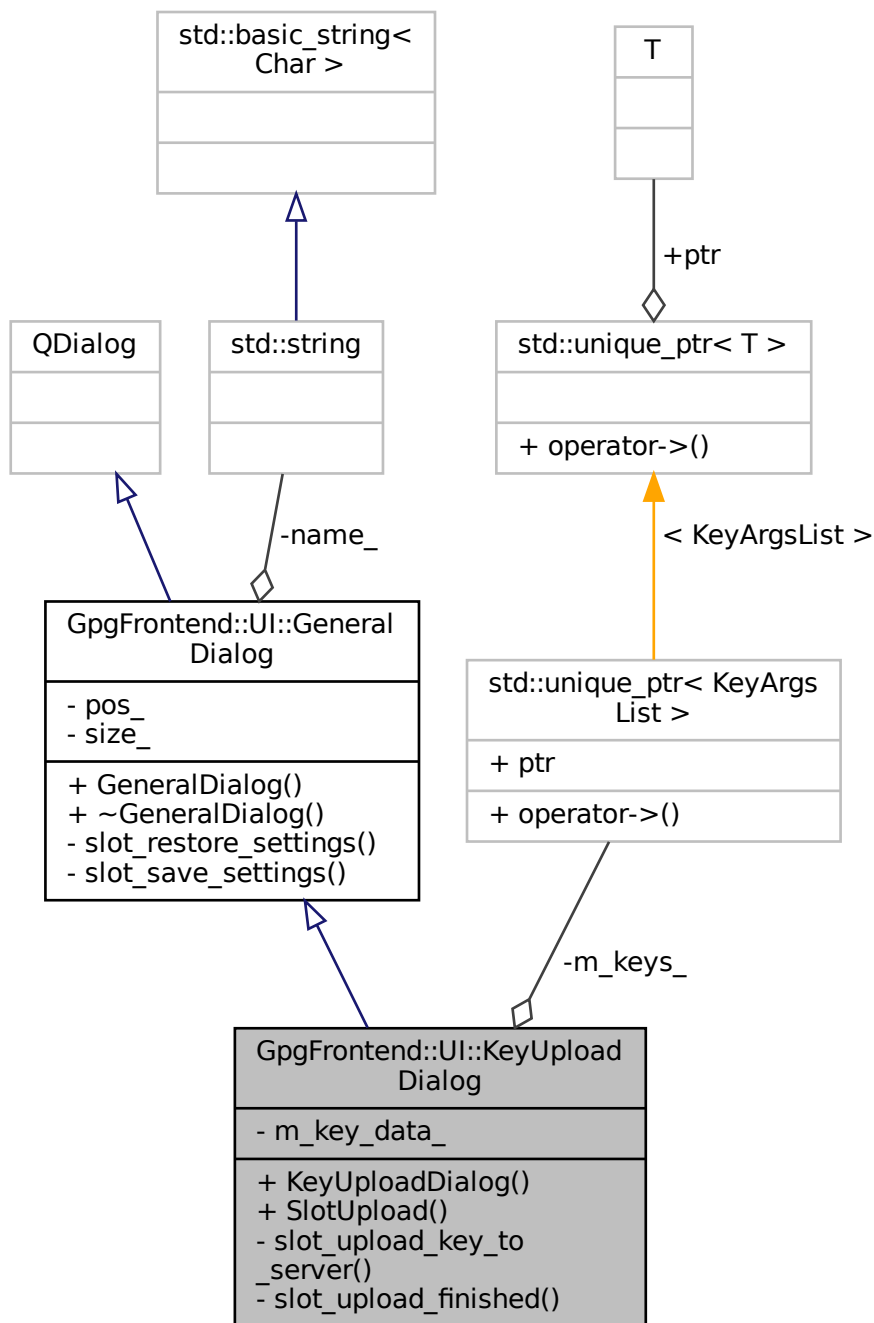 std::basic_string<
Char >
T
+ptr
QDialog
std::string
std::unique_ptr< T >
+ operator->()
-name_
< KeyArgsList >
GpgFrontend::UI::General
Dialog
- pos_
- size_
+ GeneralDialog()
+ ~GeneralDialog()
- slot_restore_settings()
- slot_save_settings()
std::unique_ptr< KeyArgs
List >
+ ptr
+ operator->()
-m_keys_
GpgFrontend::UI::KeyUpload
Dialog
- m_key_data_
+ KeyUploadDialog()
+ SlotUpload()
- slot_upload_key_to
_server()
- slot_upload_finished()